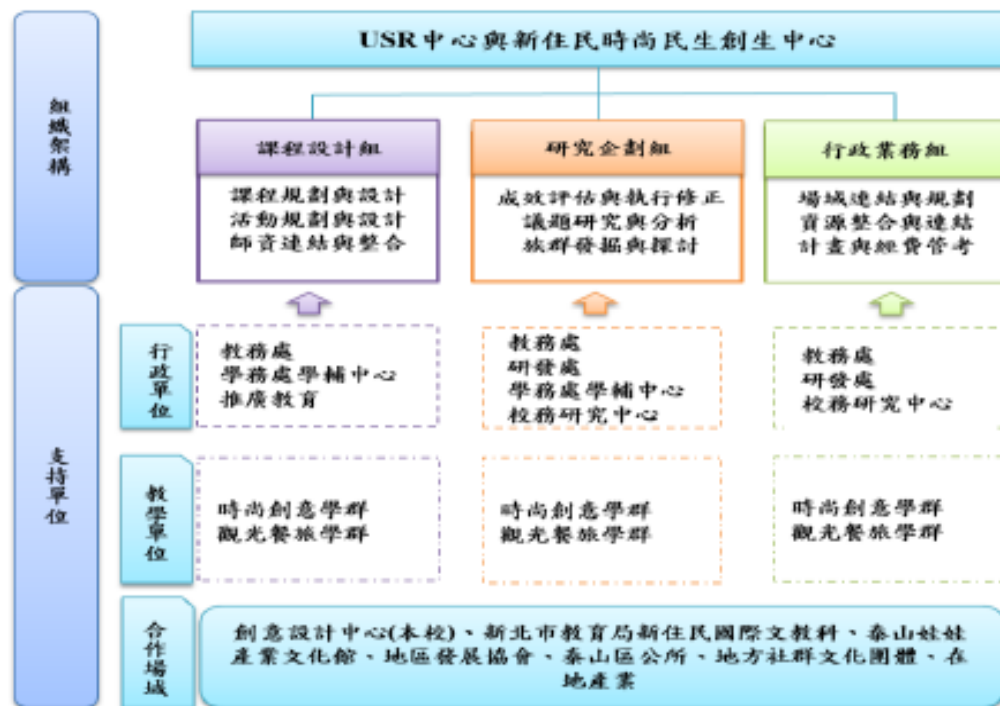 USR中心與新住民時尚民生創生中心
組織架構
課程設計組
課程規劃與設計
活動規劃與設計
師資連結與整合
研究企劃組
成效評估與執行修正
議題研究與分析
族群發掘與探討
行政業務組
場域連結與規劃
資源整合與連結
計畫與經費管考
支持單位
行政單位
教務處
學務處學輔中心
推廣教育
教務處
研發處
學務處學輔中心
校務研究中心
教務處
研發處
校務研究中心
教學單位
時尚創意學群
觀光餐旅學群
時尚創意學群
觀光餐旅學群
時尚創意學群
觀光餐旅學群
合作場域
創意設計中心(本校)、新北市教育局新住民國際文教科、泰山娃娃
產業文化館、地區發展協會、泰山區公所、地方社群文化團體、在
地產業